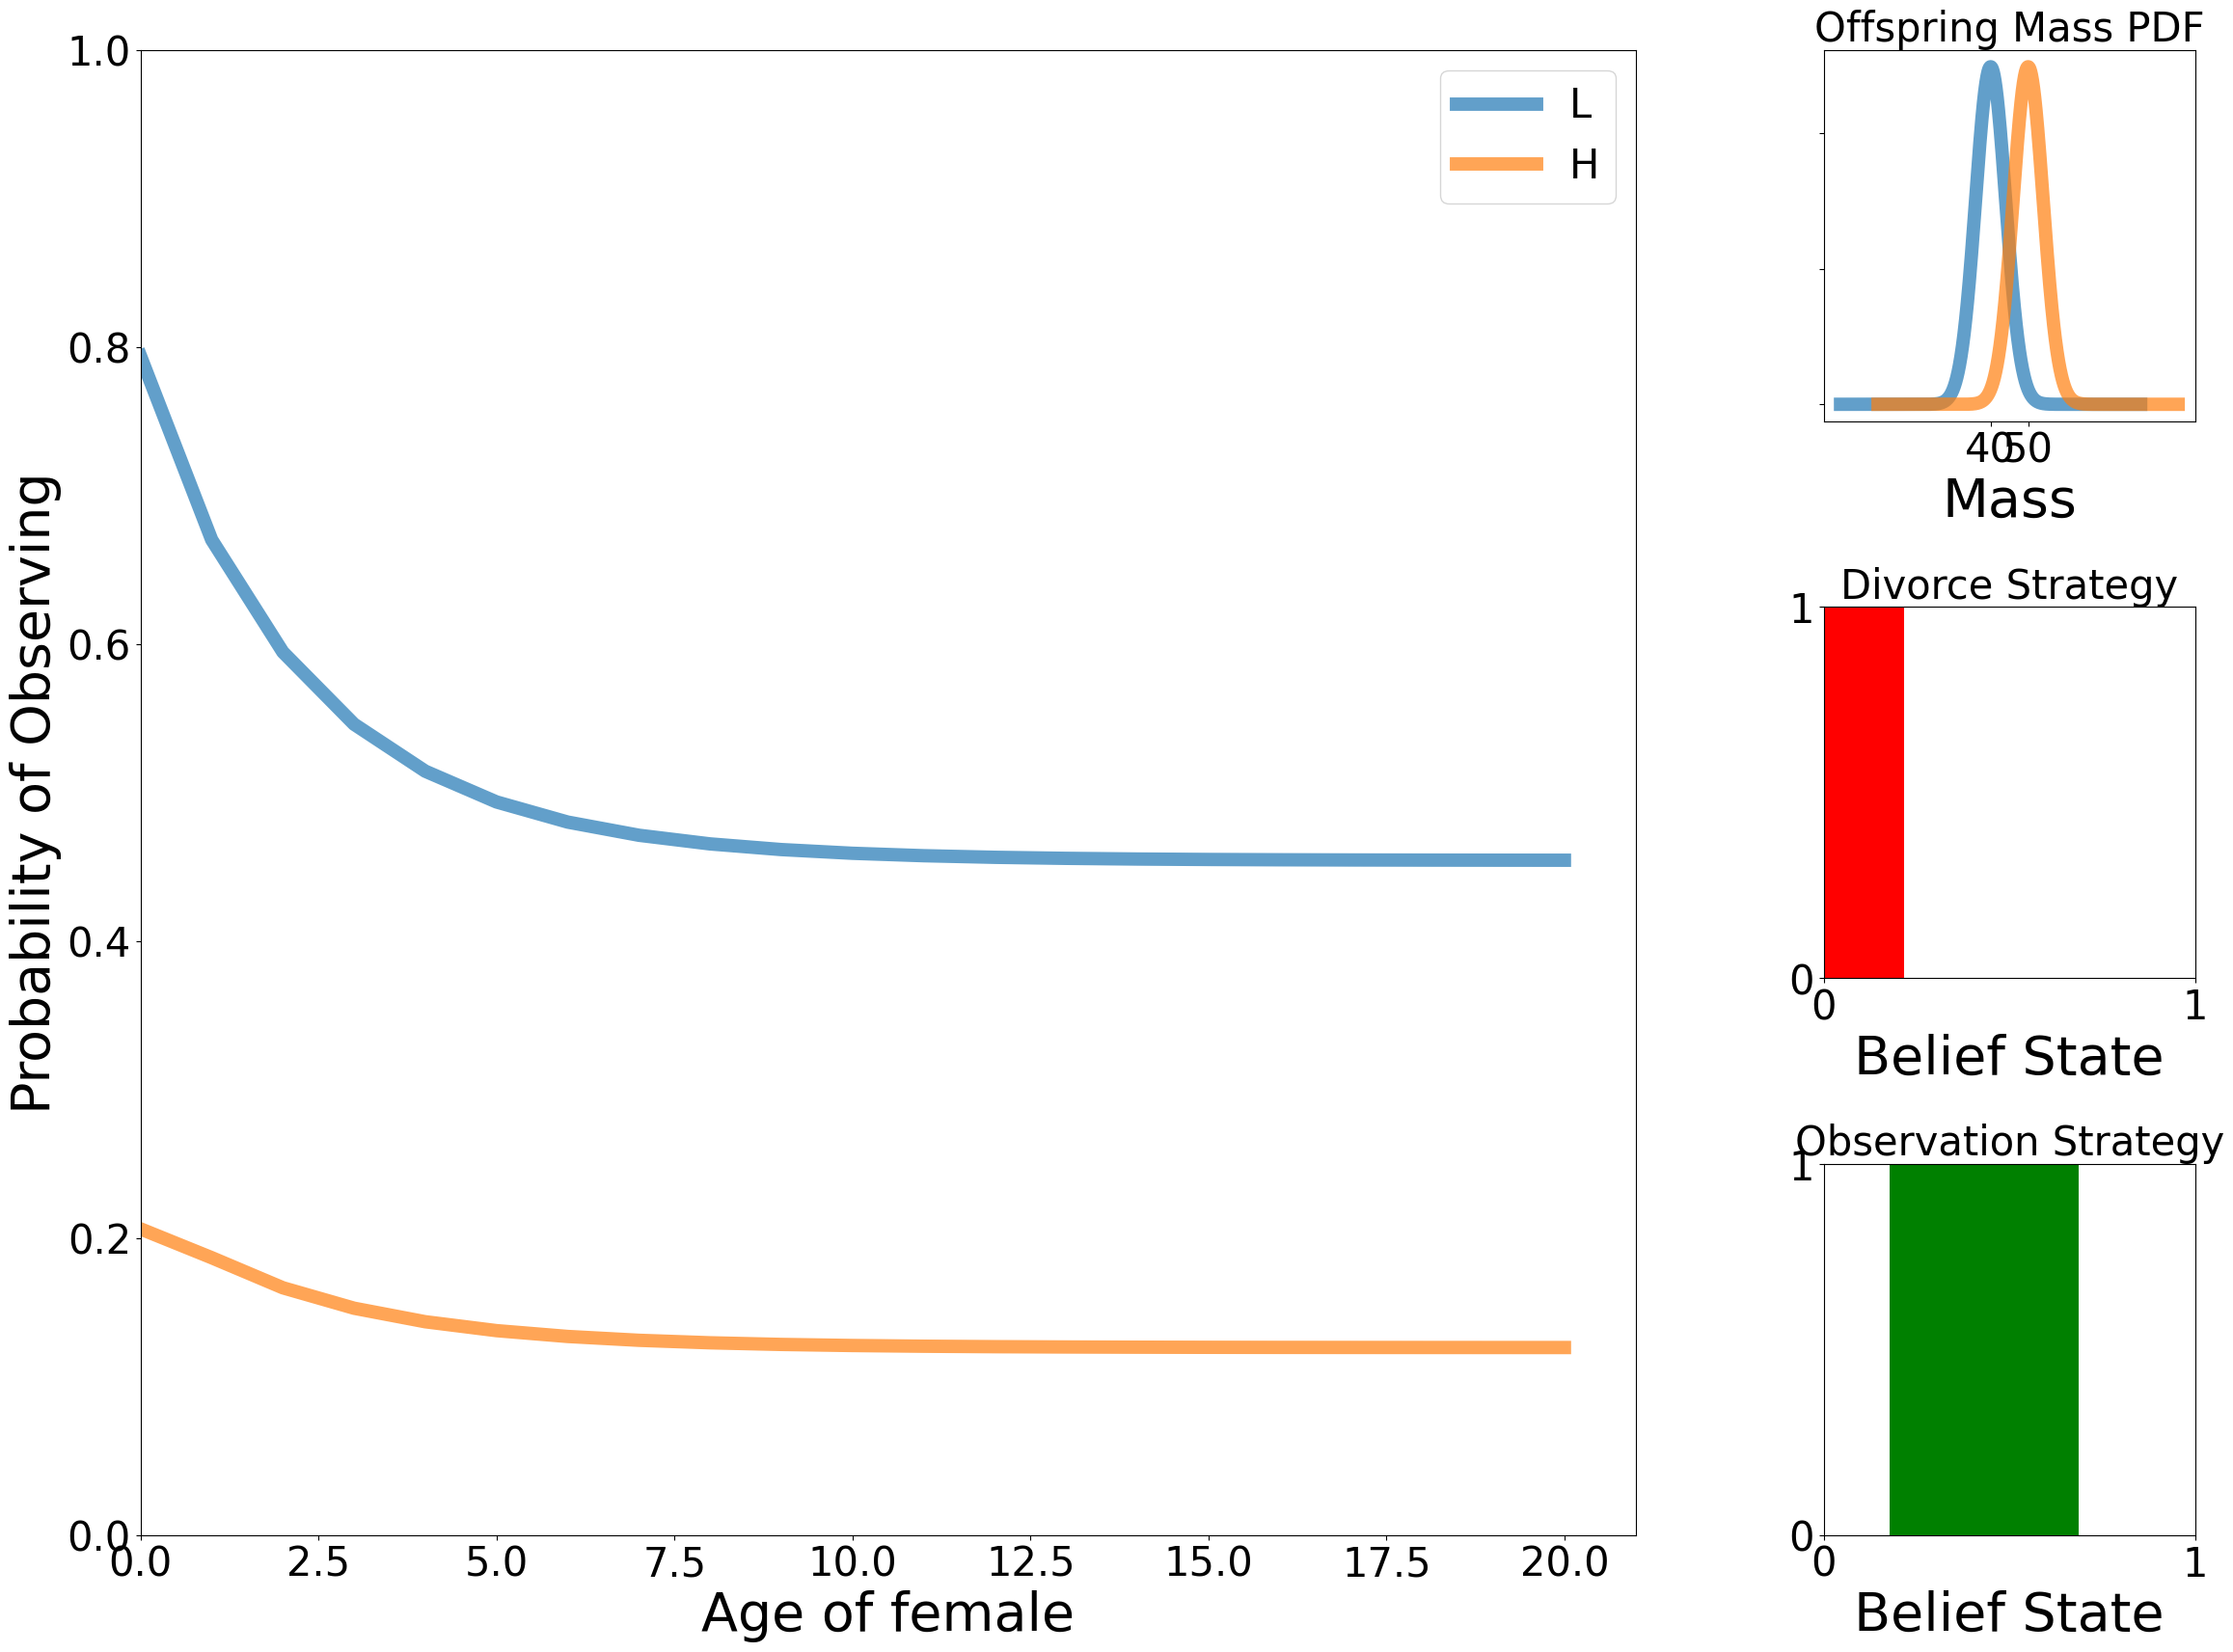 1.0
0.8
0.6
0.4
0.2
0.0
Probability of Observing
0.0 2.5 5.0 7.5 10.0 12.5 15.0 17.5 20.0
Age of female
L
H
Offspring Mass PDF
40 50
Mass
Divorce Strategy
1
0
0 1
Belief State
Observation Strategy
1
0
0 1
Belief State